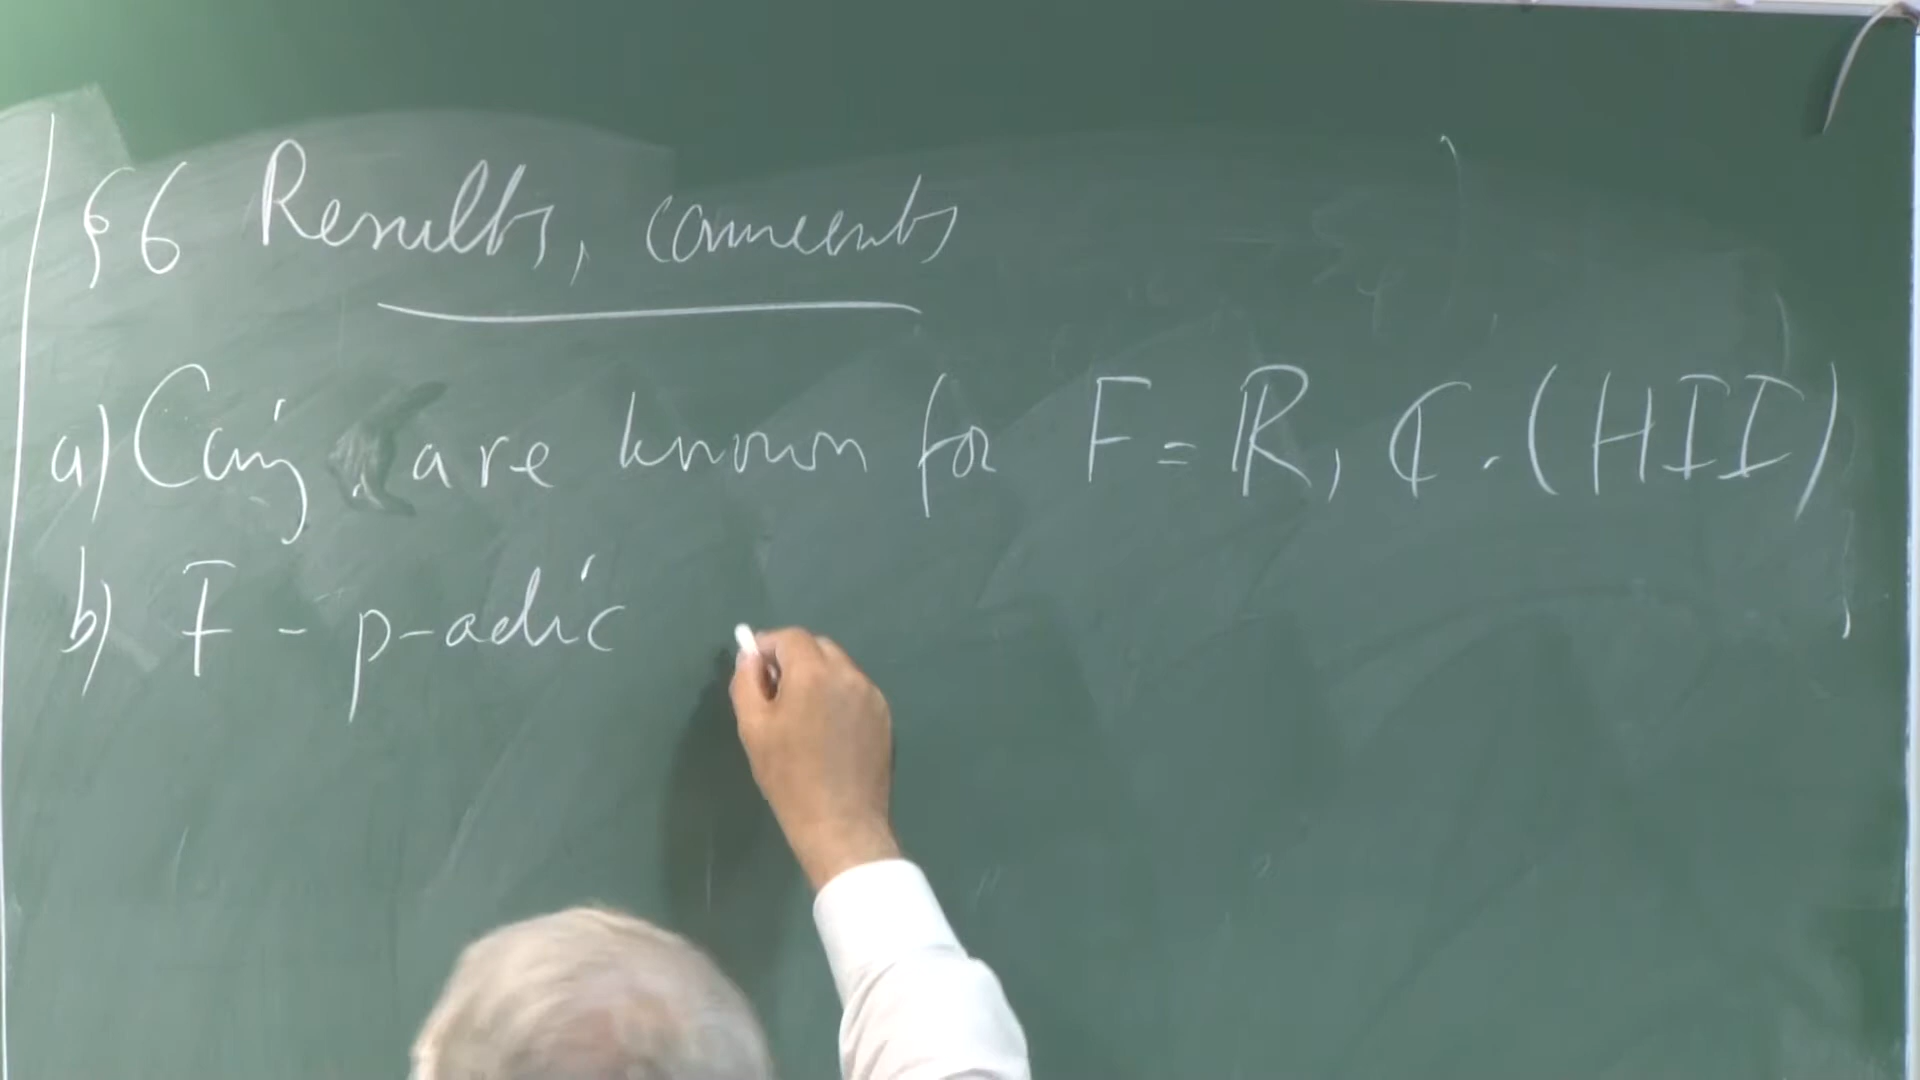 §6 Results, comments
a) Conj are known for F = ℝ, ℂ. (HII)
b) F - p-adic